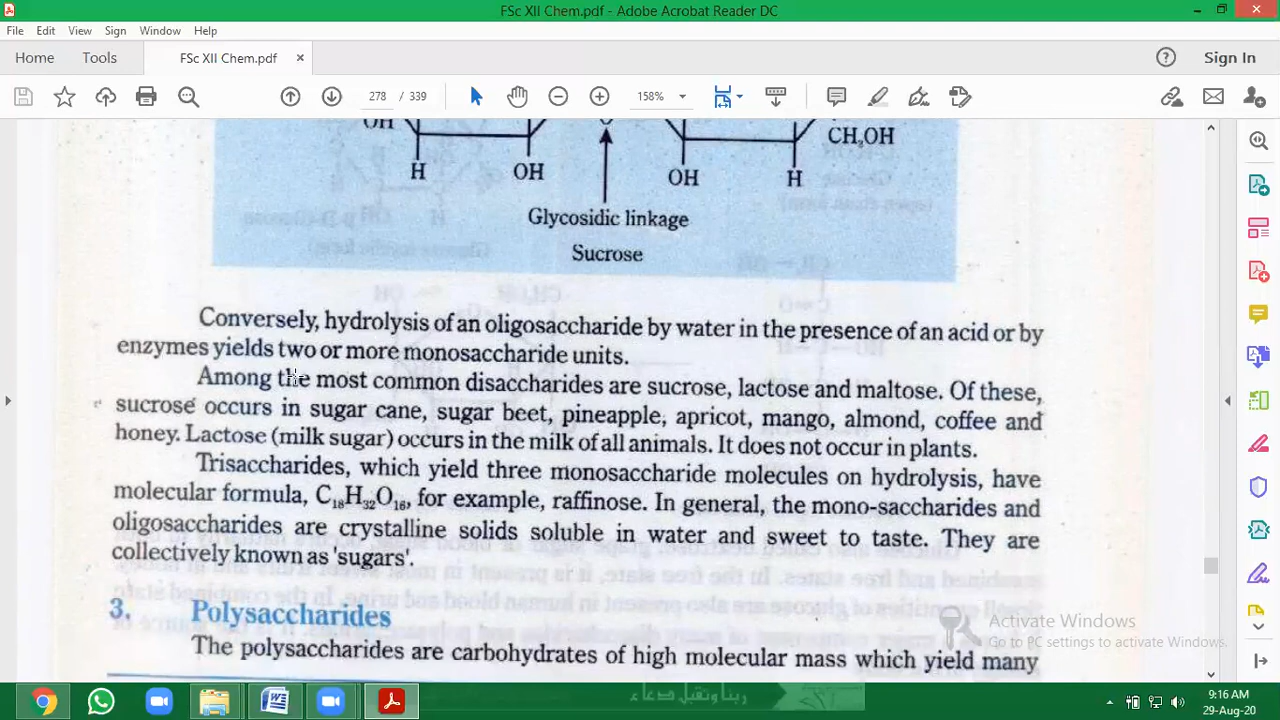 FSc XII Chem.pdf - Adobe Acrobat Reader DC
File Edit View Sign Window Help
Home Tools FSc XII Chem.pdf × Sign In
278 / 339 158%
OH CH₂OH
H OH OH H
Glycosidic linkage
Sucrose
Conversely, hydrolysis of an oligosaccharide by water in the presence of an acid or by
enzymes yields two or more monosaccharide units.
Among the most common disaccharides are sucrose, lactose and maltose. Of these,
sucrose occurs in sugar cane, sugar beet, pineapple, apricot, mango, almond, coffee and
honey. Lactose (milk sugar) occurs in the milk of all animals. It does not occur in plants.
Trisaccharides, which yield three monosaccharide molecules on hydrolysis, have
molecular formula, C₁₈H₃₂O₁₆, for example, raffinose. In general, the mono-saccharides and
oligosaccharides are crystalline solids soluble in water and sweet to taste. They are
collectively known as 'sugars'.
3. Polysaccharides
The polysaccharides are carbohydrates of high molecular mass which yield many
Activate Windows
Go to PC settings to activate Windows.
9:16 AM
29-Aug-20